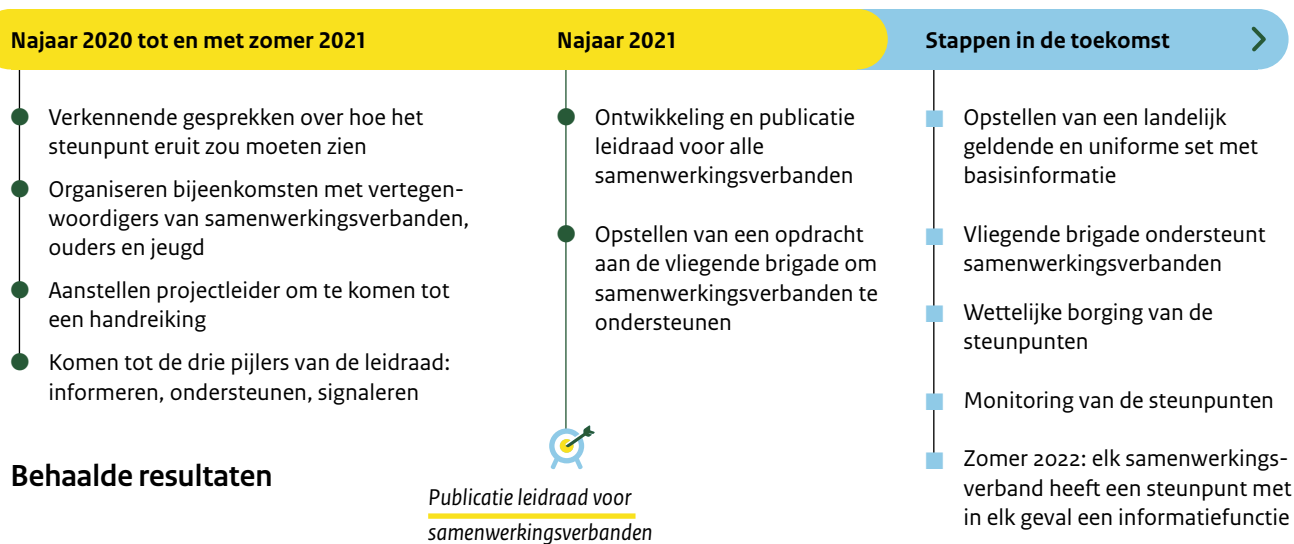 Najaar 2020 tot en met zomer 2021
Verkennende gesprekken over hoe het
steunpunt eruit zou moeten zien
Organiseren bijeenkomsten met vertegen-
woordigers van samenwerkingsverbanden,
ouders en jeugd
Aanstellen projectleider om te komen tot
een handreiking
Komen tot de drie pijlers van de leidraad:
informeren, ondersteunen, signaleren
Najaar 2021
Ontwikkeling en publicatie
leidraad voor alle
samenwerkingsverbanden
Opstellen van een opdracht
aan de vliegende brigade om
samenwerkingsverbanden te
ondersteunen
Stappen in de toekomst
Opstellen van een landelijk
geldende en uniforme set met
basisinformatie
Vliegende brigade ondersteunt
samenwerkingsverbanden
Wettelijke borging van de
steunpunten
Monitoring van de steunpunten
Zomer 2022: elk samenwerkings-
verband heeft een steunpunt met
in elk geval een informatiefunctie
Behaalde resultaten
Publicatie leidraad voor
samenwerkingsverbanden